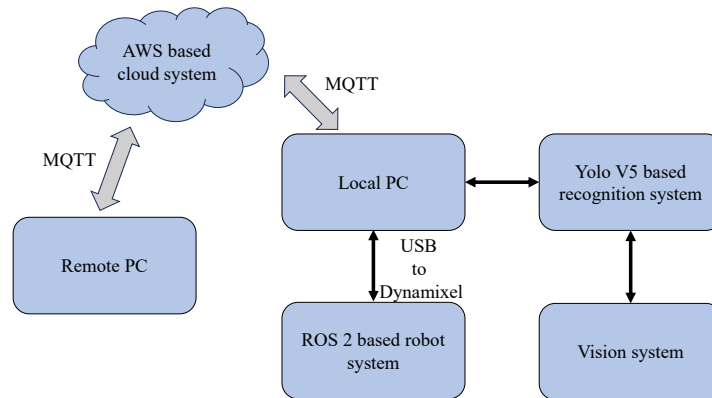 AWS based
cloud system
MQTT
MQTT
Local PC
Yolo V5 based
recognition system
Remote PC
USB
to
Dynamixel
ROS 2 based robot
system
Vision system